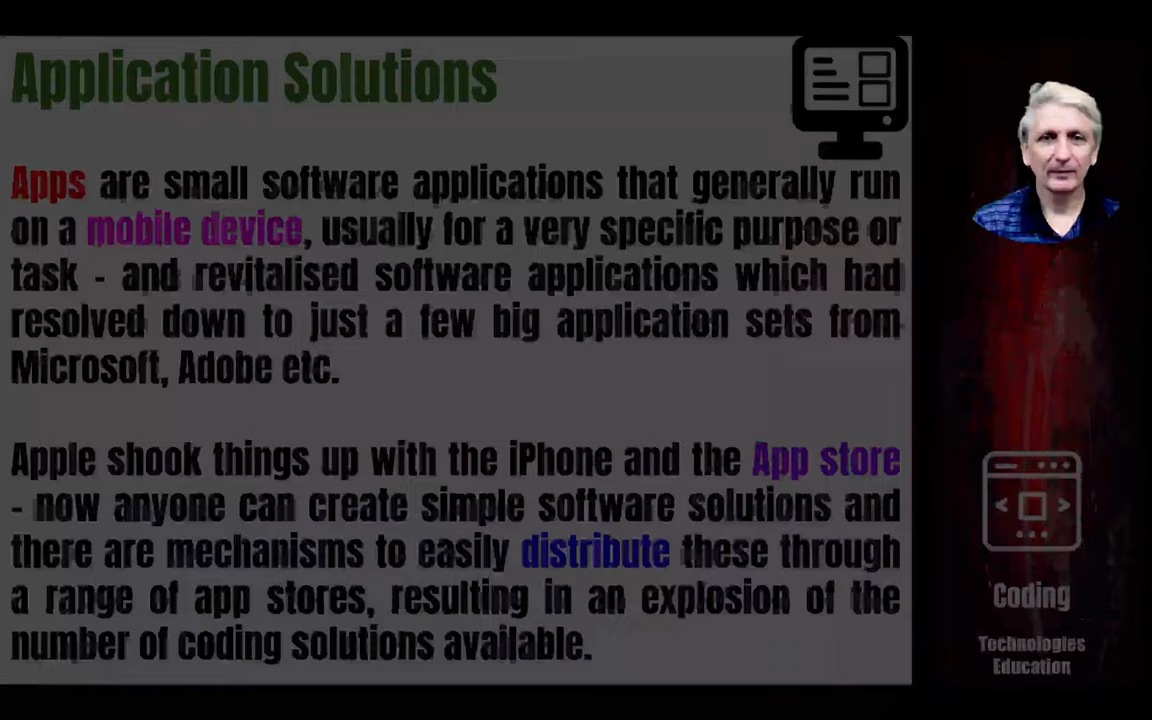 Application Solutions
Apps are small software applications that generally run
on a mobile device, usually for a very specific purpose or
task - and revitalised software applications which had
resolved down to just a few big application sets from
Microsoft, Adobe etc.
Apple shook things up with the iPhone and the App store
- now anyone can create simple software solutions and
there are mechanisms to easily distribute these through
a range of app stores, resulting in an explosion of the
number of coding solutions available.
Coding
Technologies
Education